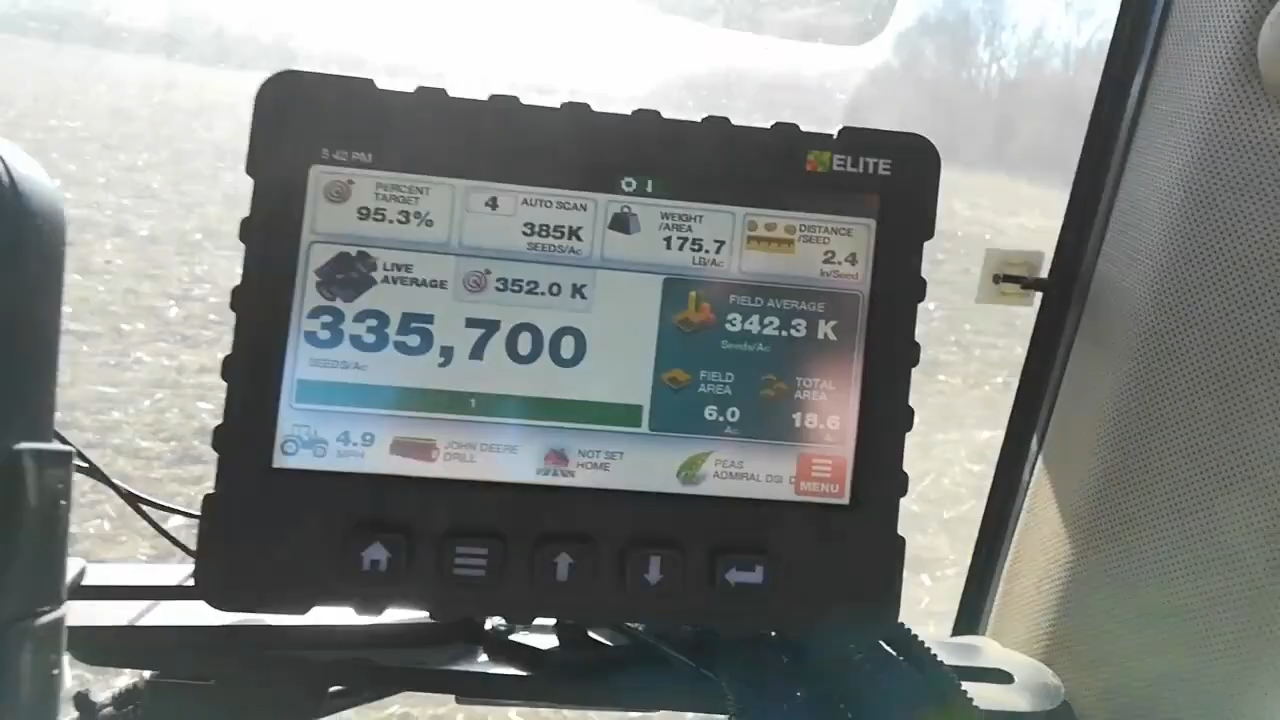 5:42 PM
ELITE
PERCENT
TARGET
95.3%
4
AUTO SCAN
385K
SEEDS/Ac
WEIGHT
/AREA
175.7
LB/Ac
DISTANCE
/SEED
2.4
In/Seed
LIVE
AVERAGE
352.0 K
335,700
SEEDS/Ac
1
FIELD AVERAGE
342.3 K
Seeds/Ac
FIELD
AREA
6.0
Ac
TOTAL
AREA
18.6
Ac
4.9
MPH
JOHN DEERE
DRILL
NOT SET
HOME
PEAS
ADMIRAL DSI
MENU